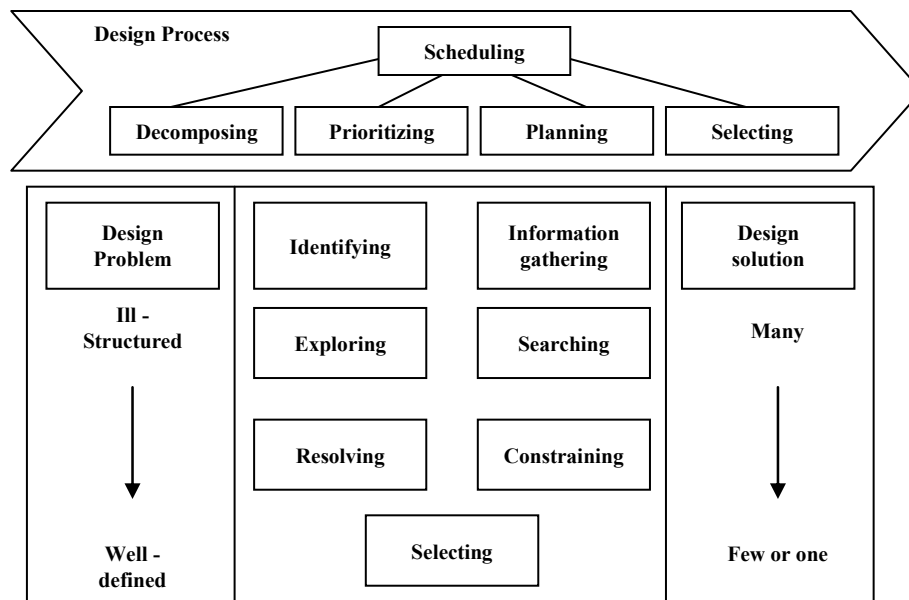 Design Process
Scheduling
Decomposing
Prioritizing
Planning
Selecting
Design
Problem
Ill -
Structured
Well -
defined
Identifying
Information
gathering
Exploring
Searching
Resolving
Constraining
Selecting
Design
solution
Many
Few or one